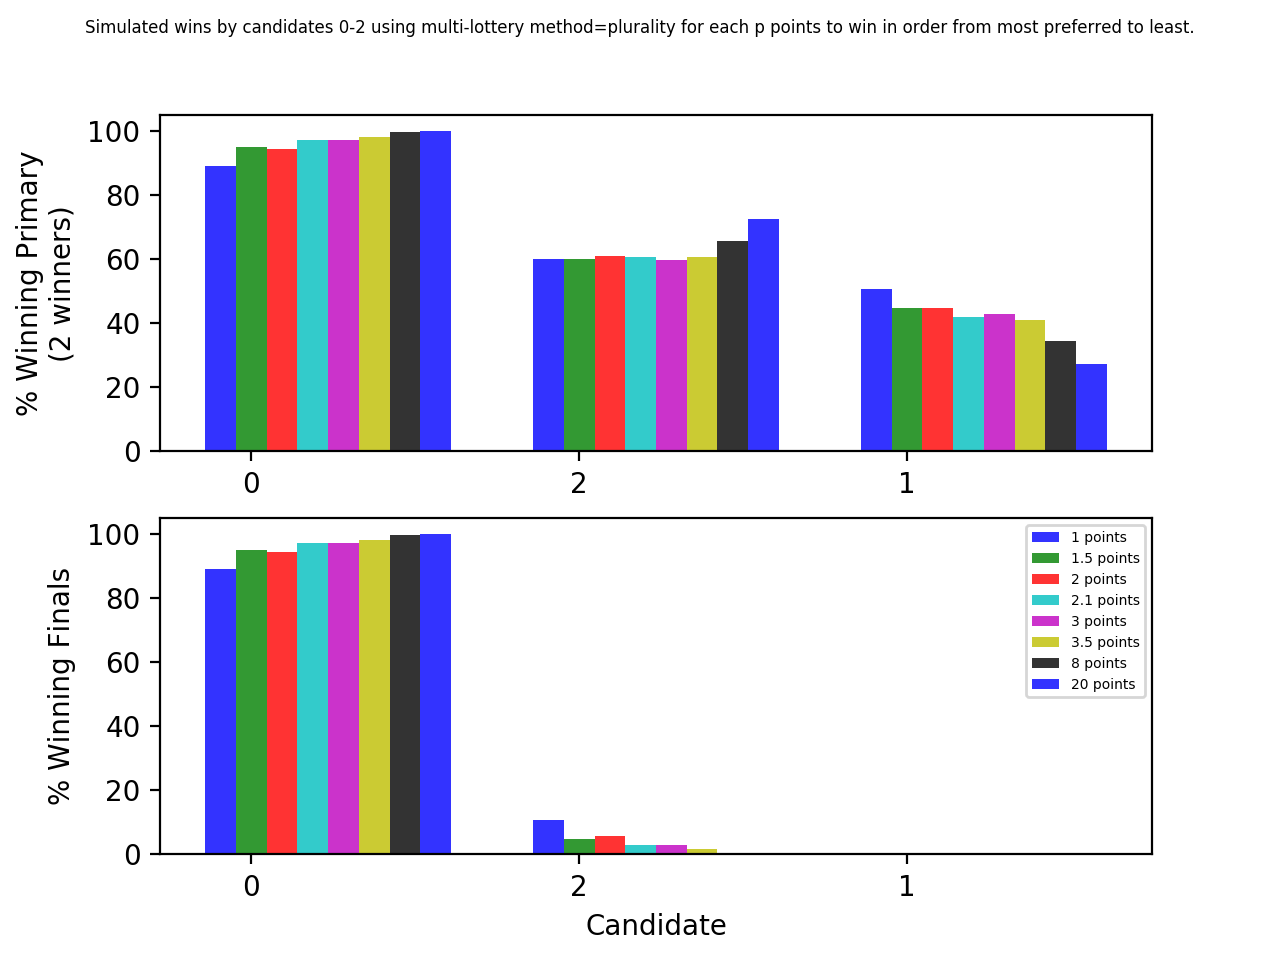 Simulated wins by candidates 0-2 using multi-lottery method=plurality for each p points to win in order from most preferred to least.
% Winning Primary
(2 winners)
100
80
60
40
20
0
0 2 1
% Winning Finals
100
80
60
40
20
0
0 2 1
Candidate
1 points
1.5 points
2 points
2.1 points
3 points
3.5 points
8 points
20 points